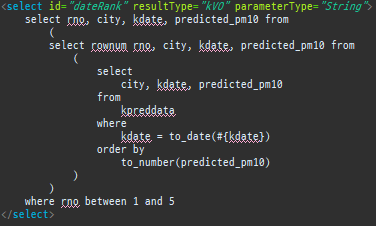 <select id="dateRank" resultType="kVO" parameterType="String">
select rno, city, kdate, predicted_pm10 from
(
select rownum rno, city, kdate, predicted_pm10 from
(
select
city, kdate, predicted_pm10
from
kpreddata
where
kdate = to_date(#{kdate})
order by
to_number(predicted_pm10)
)
)
where rno between 1 and 5
</select>